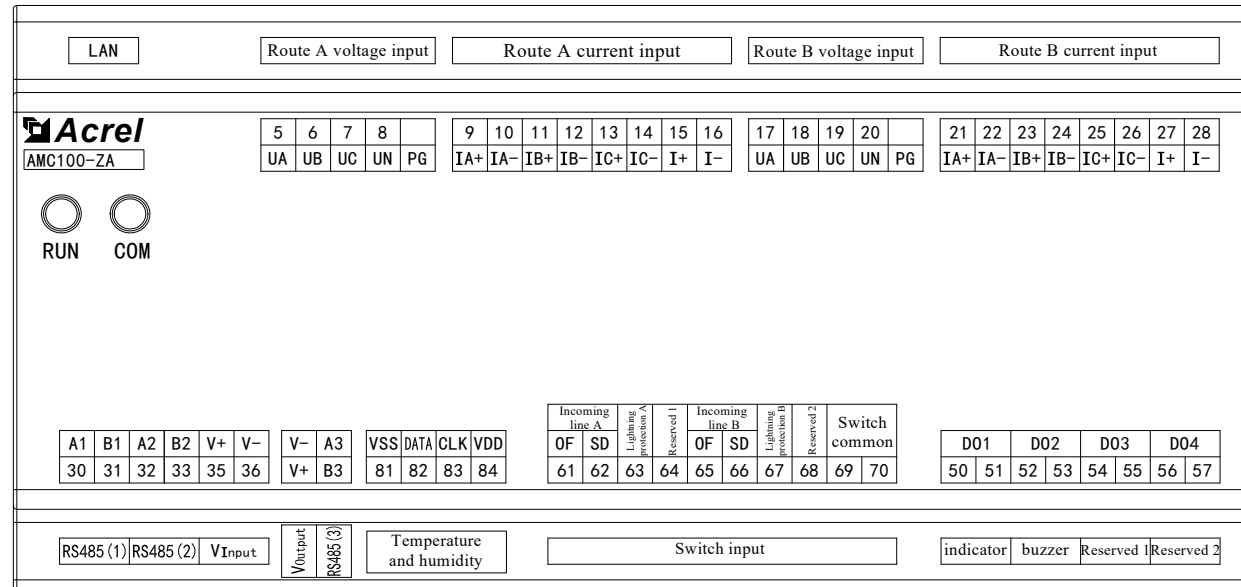 LAN Route A voltage input Route A current input Route B voltage input Route B current input
Acrel
AMC100-ZA
5 6 7 8 9 10 11 12 13 14 15 16 17 18 19 20 21 22 23 24 25 26 27 28
UA UB UC UN PG IA+ IA- IB+ IB- IC+ IC- I+ I- UA UB UC UN PG IA+ IA- IB+ IB- IC+ IC- I+ I-
RUN COM
Incoming line A
Lightning protection A
Reserved 1
Incoming line B
Lightning protection B
Reserved 2
Switch common
A1 B1 A2 B2 V+ V- V- A3 VSS DATA CLK VDD OF SD OF SD DO1 DO2 DO3 DO4
30 31 32 33 35 36 V+ B3 81 82 83 84 61 62 63 64 65 66 67 68 69 70 50 51 52 53 54 55 56 57
RS485(1) RS485(2) VInput
VOutput
RS485(3)
Temperature
and humidity
Switch input
indicator buzzer Reserved 1 Reserved 2